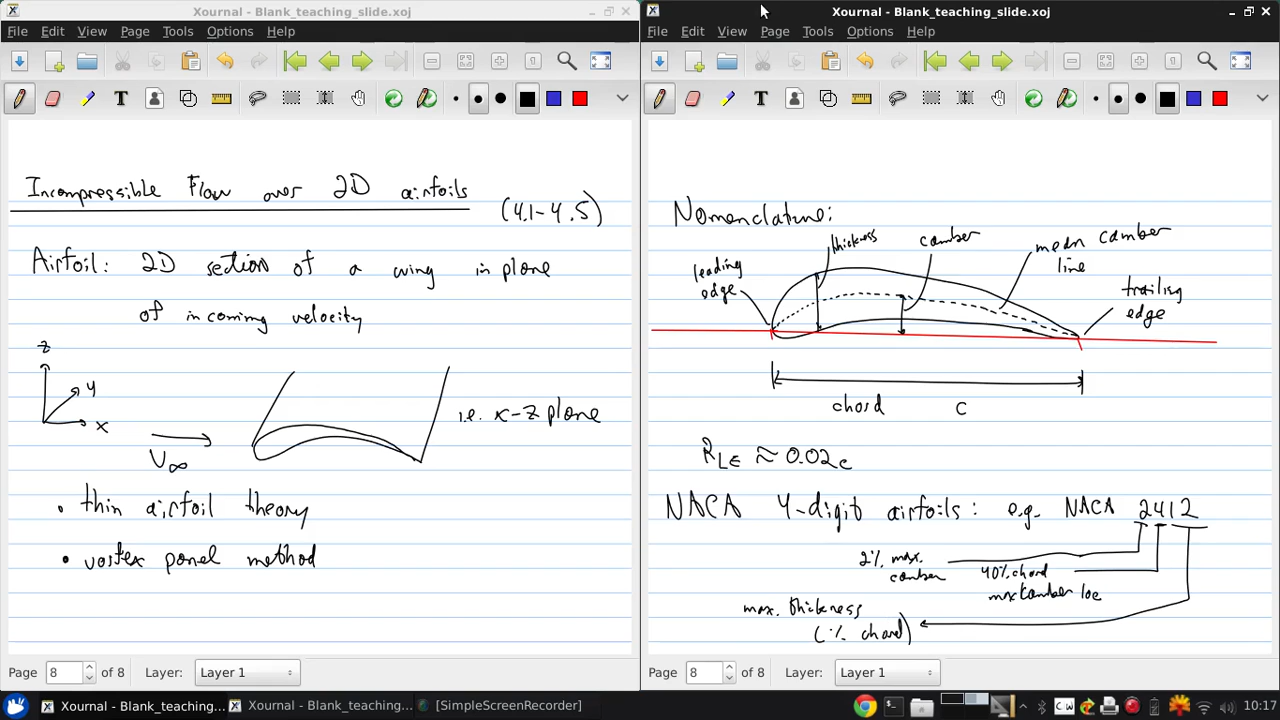 Xournal - Blank_teaching_slide.xoj
File Edit View Page Tools Options Help
Incompressible Flow over 2D airfoils
(4.1-4.5)
Airfoil: 2D section of a wing in plane
of incoming velocity
z
y
x
V∞
i.e. x-z plane
• thin airfoil theory
• vortex panel method
Page 8 of 8 Layer: Layer 1
Xournal - Blank_teaching_slide.xoj
File Edit View Page Tools Options Help
Nomenclature:
thickness
camber
mean camber
line
leading
edge
trailing
edge
chord c
R_LE ≈ 0.02c
NACA 4-digit airfoils: e.g. NACA 2412
2% max.
camber
40% chord
max camber loc
max. thickness
(% chord)
Page 8 of 8 Layer: Layer 1
Xournal - Blank_teaching_... Xournal - Blank_teaching_... [SimpleScreenRecorder] CW 10:17